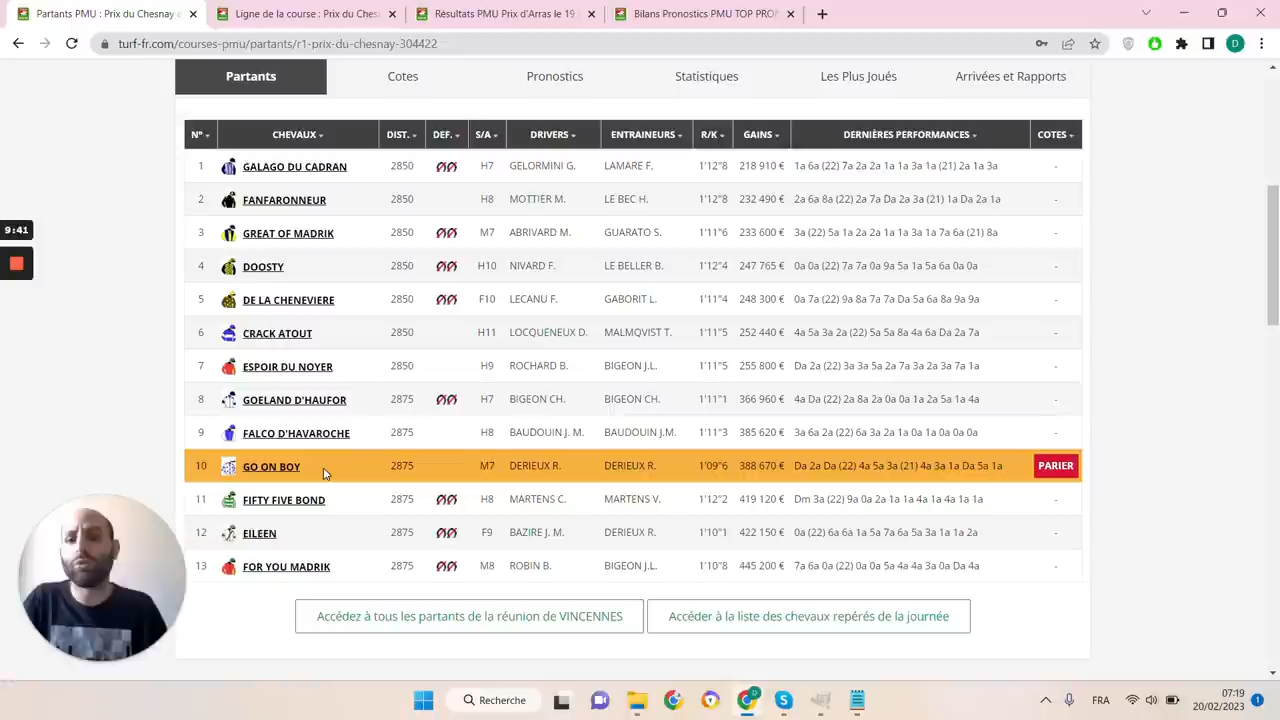 Partants PMU : Prix du Chesnay e
Ligne de la course : Prix du Ches
Résultats PMU Prix d'Arras le 19
Bilans Pronostics PMU TOP PRO
turf-fr.com/courses-pmu/partants/r1-prix-du-chesnay-304422
D
Partants Cotes Pronostics Statistiques Les Plus Joués Arrivées et Rapports
N° CHEVAUX DIST. DEF. S/A DRIVERS ENTRAINEURS R/K GAINS DERNIÈRES PERFORMANCES COTES
1 GALAGO DU CADRAN 2850 H7 GELORMINI G. LAMARE F. 1'12"8 218 910 € 1a 6a (22) 7a 2a 2a 1a 1a 3a 1a (21) 2a 1a 3a -
2 FANFARONNEUR 2850 H8 MOTTIER M. LE BEC H. 1'12"8 232 490 € 2a 6a 8a (22) 2a 7a Da 2a 3a (21) 1a Da 2a 1a -
3 GREAT OF MADRIK 2850 M7 ABRIVARD M. GUARATO S. 1'11"6 233 600 € 3a (22) 5a 1a 2a 2a 1a 1a 3a 1a 7a 6a (21) 8a -
4 DOOSTY 2850 H10 NIVARD F. LE BELLER B. 1'12"4 247 765 € 0a 0a (22) 7a 7a 0a 9a 5a 1a 5a 6a 0a 0a -
5 DE LA CHENEVIERE 2850 F10 LECANU F. GABORIT L. 1'11"4 248 300 € 0a 7a (22) 9a 8a 7a 7a Da 5a 6a 8a 9a 9a -
6 CRACK ATOUT 2850 H11 LOCQUENEUX D. MALMQVIST T. 1'11"5 252 440 € 4a 5a 3a 2a (22) 5a 5a 8a 4a 6a Da 2a 7a -
7 ESPOIR DU NOYER 2850 H9 ROCHARD B. BIGEON J.L. 1'11"5 255 800 € Da 2a (22) 3a 3a 5a 2a 7a 3a 2a 3a 7a 1a -
8 GOELAND D'HAUFOR 2875 H7 BIGEON CH. BIGEON CH. 1'11"1 366 960 € 4a Da (22) 2a 8a 2a 0a 0a 1a 2a 5a 1a 4a -
9 FALCO D'HAVAROCHE 2875 H8 BAUDOUIN J. M. BAUDOUIN J.M. 1'11"3 385 620 € 3a 6a 2a (22) 6a 3a 2a 1a 0a 1a 0a 0a 0a -
10 GO ON BOY 2875 M7 DERIEUX R. DERIEUX R. 1'09"6 388 670 € Da 2a Da (22) 4a 5a 3a (21) 4a 3a 1a Da 5a 1a PARIER
11 FIFTY FIVE BOND 2875 H8 MARTENS C. MARTENS V. 1'12"2 419 120 € Dm 3a (22) 9a 0a 2a 1a 1a 4a 1a 4a 1a 1a -
12 EILEEN 2875 F9 BAZIRE J. M. DERIEUX R. 1'10"1 422 150 € 0a (22) 6a 6a 1a 5a 7a 6a 5a 3a 1a 1a 2a -
13 FOR YOU MADRIK 2875 M8 ROBIN B. BIGEON J.L. 1'10"8 445 200 € 7a 6a 0a (22) 0a 0a 5a 4a 4a 3a 0a Da 4a -
9:41
Accédez à tous les partants de la réunion de VINCENNES
Accéder à la liste des chevaux repérés de la journée
Recherche
D
FRA
07:19
20/02/2023
1